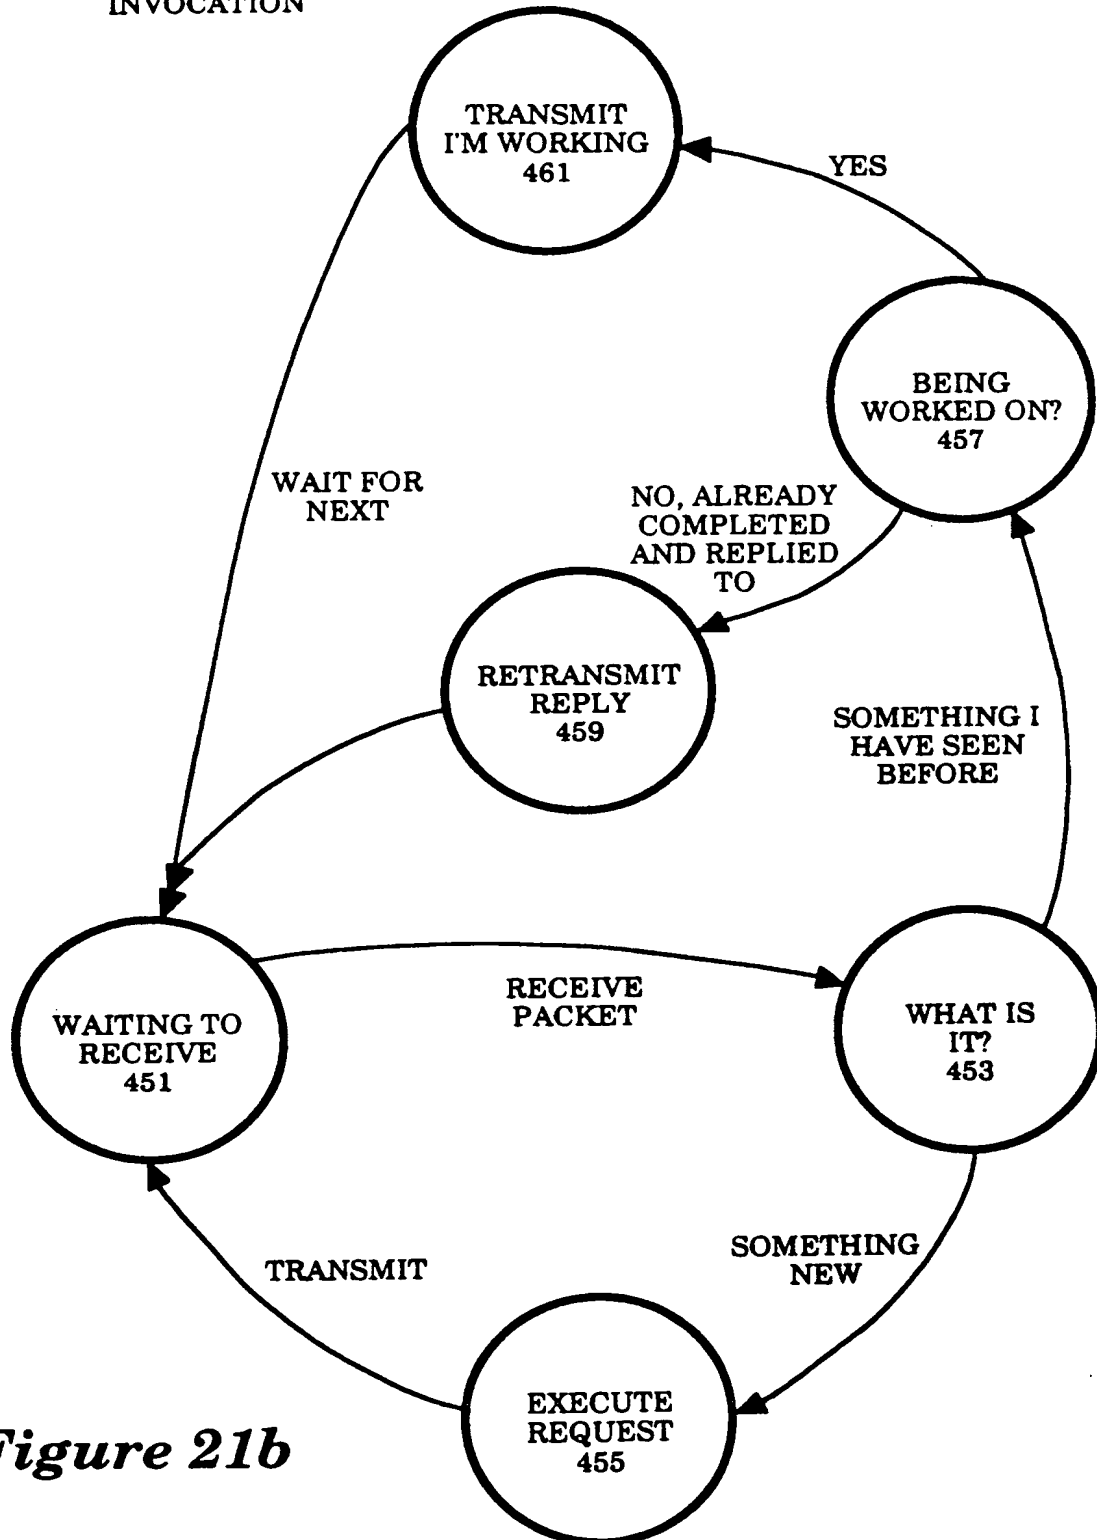 INVOCATION
TRANSMIT
I'M WORKING
461
YES
BEING
WORKED ON?
457
WAIT FOR
NEXT
NO, ALREADY
COMPLETED
AND REPLIED
TO
RETRANSMIT
REPLY
459
SOMETHING I
HAVE SEEN
BEFORE
RECEIVE
PACKET
WAITING TO
RECEIVE
451
WHAT IS
IT?
453
TRANSMIT
SOMETHING
NEW
EXECUTE
REQUEST
455
Figure 21b